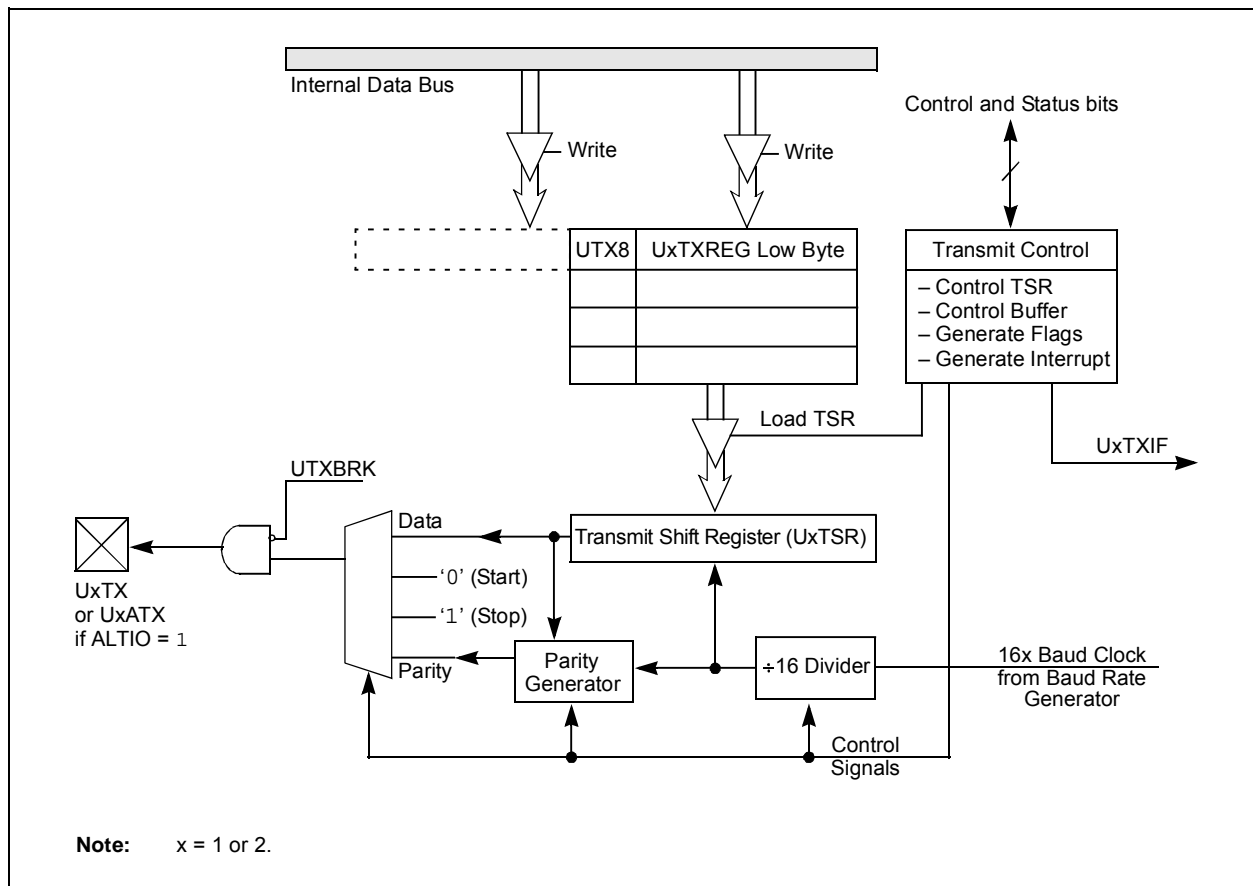 Internal Data Bus
Control and Status bits
Write
Write
UTX8
UxTXREG Low Byte
Transmit Control
– Control TSR
– Control Buffer
– Generate Flags
– Generate Interrupt
Load TSR
UxTXIF
UTXBRK
Data
Transmit Shift Register (UxTSR)
UxTX
or UxATX
if ALTIO = 1
‘0’ (Start)
‘1’ (Stop)
Parity
Parity
Generator
÷16 Divider
16x Baud Clock
from Baud Rate
Generator
Control
Signals
Note: x = 1 or 2.